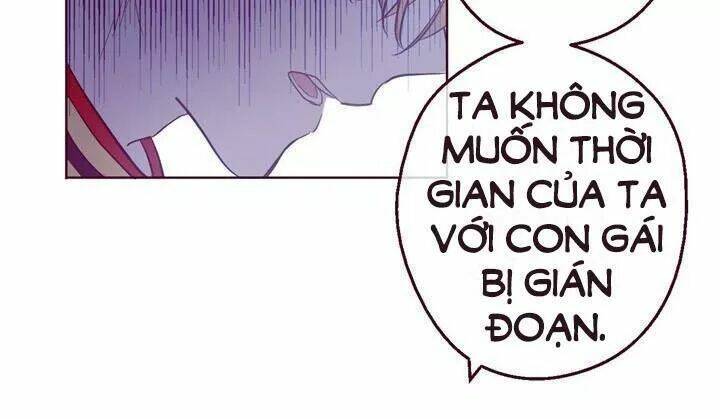 TA KHÔNG
MUỐN THỜI
GIAN CỦA TA
VỚI CON GÁI
BỊ GIÁN
ĐOẠN.